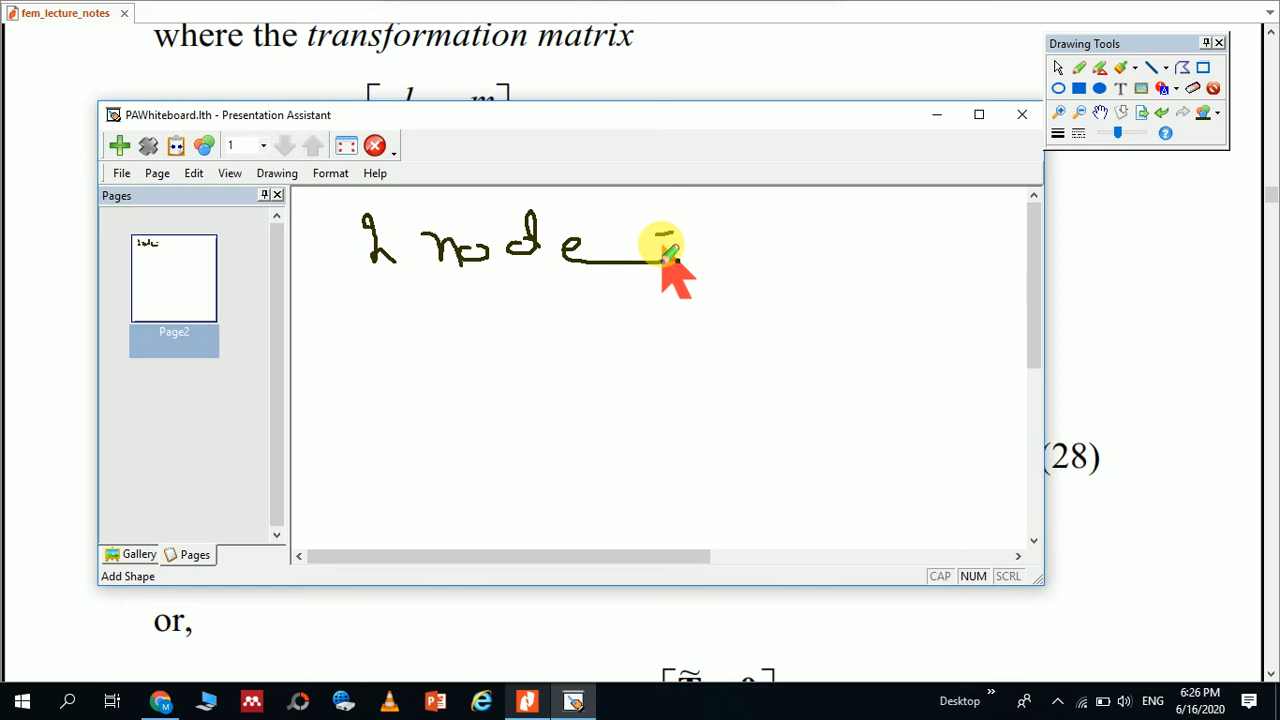 fem_lecture_notes
where the transformation matrix
Drawing Tools
PAWhiteboard.lth - Presentation Assistant
1
File Page Edit View Drawing Format Help
Pages
node
Page2
(28)
Gallery Pages
Add Shape
CAP NUM SCRL
or,
Desktop
ENG
6:26 PM
6/16/2020